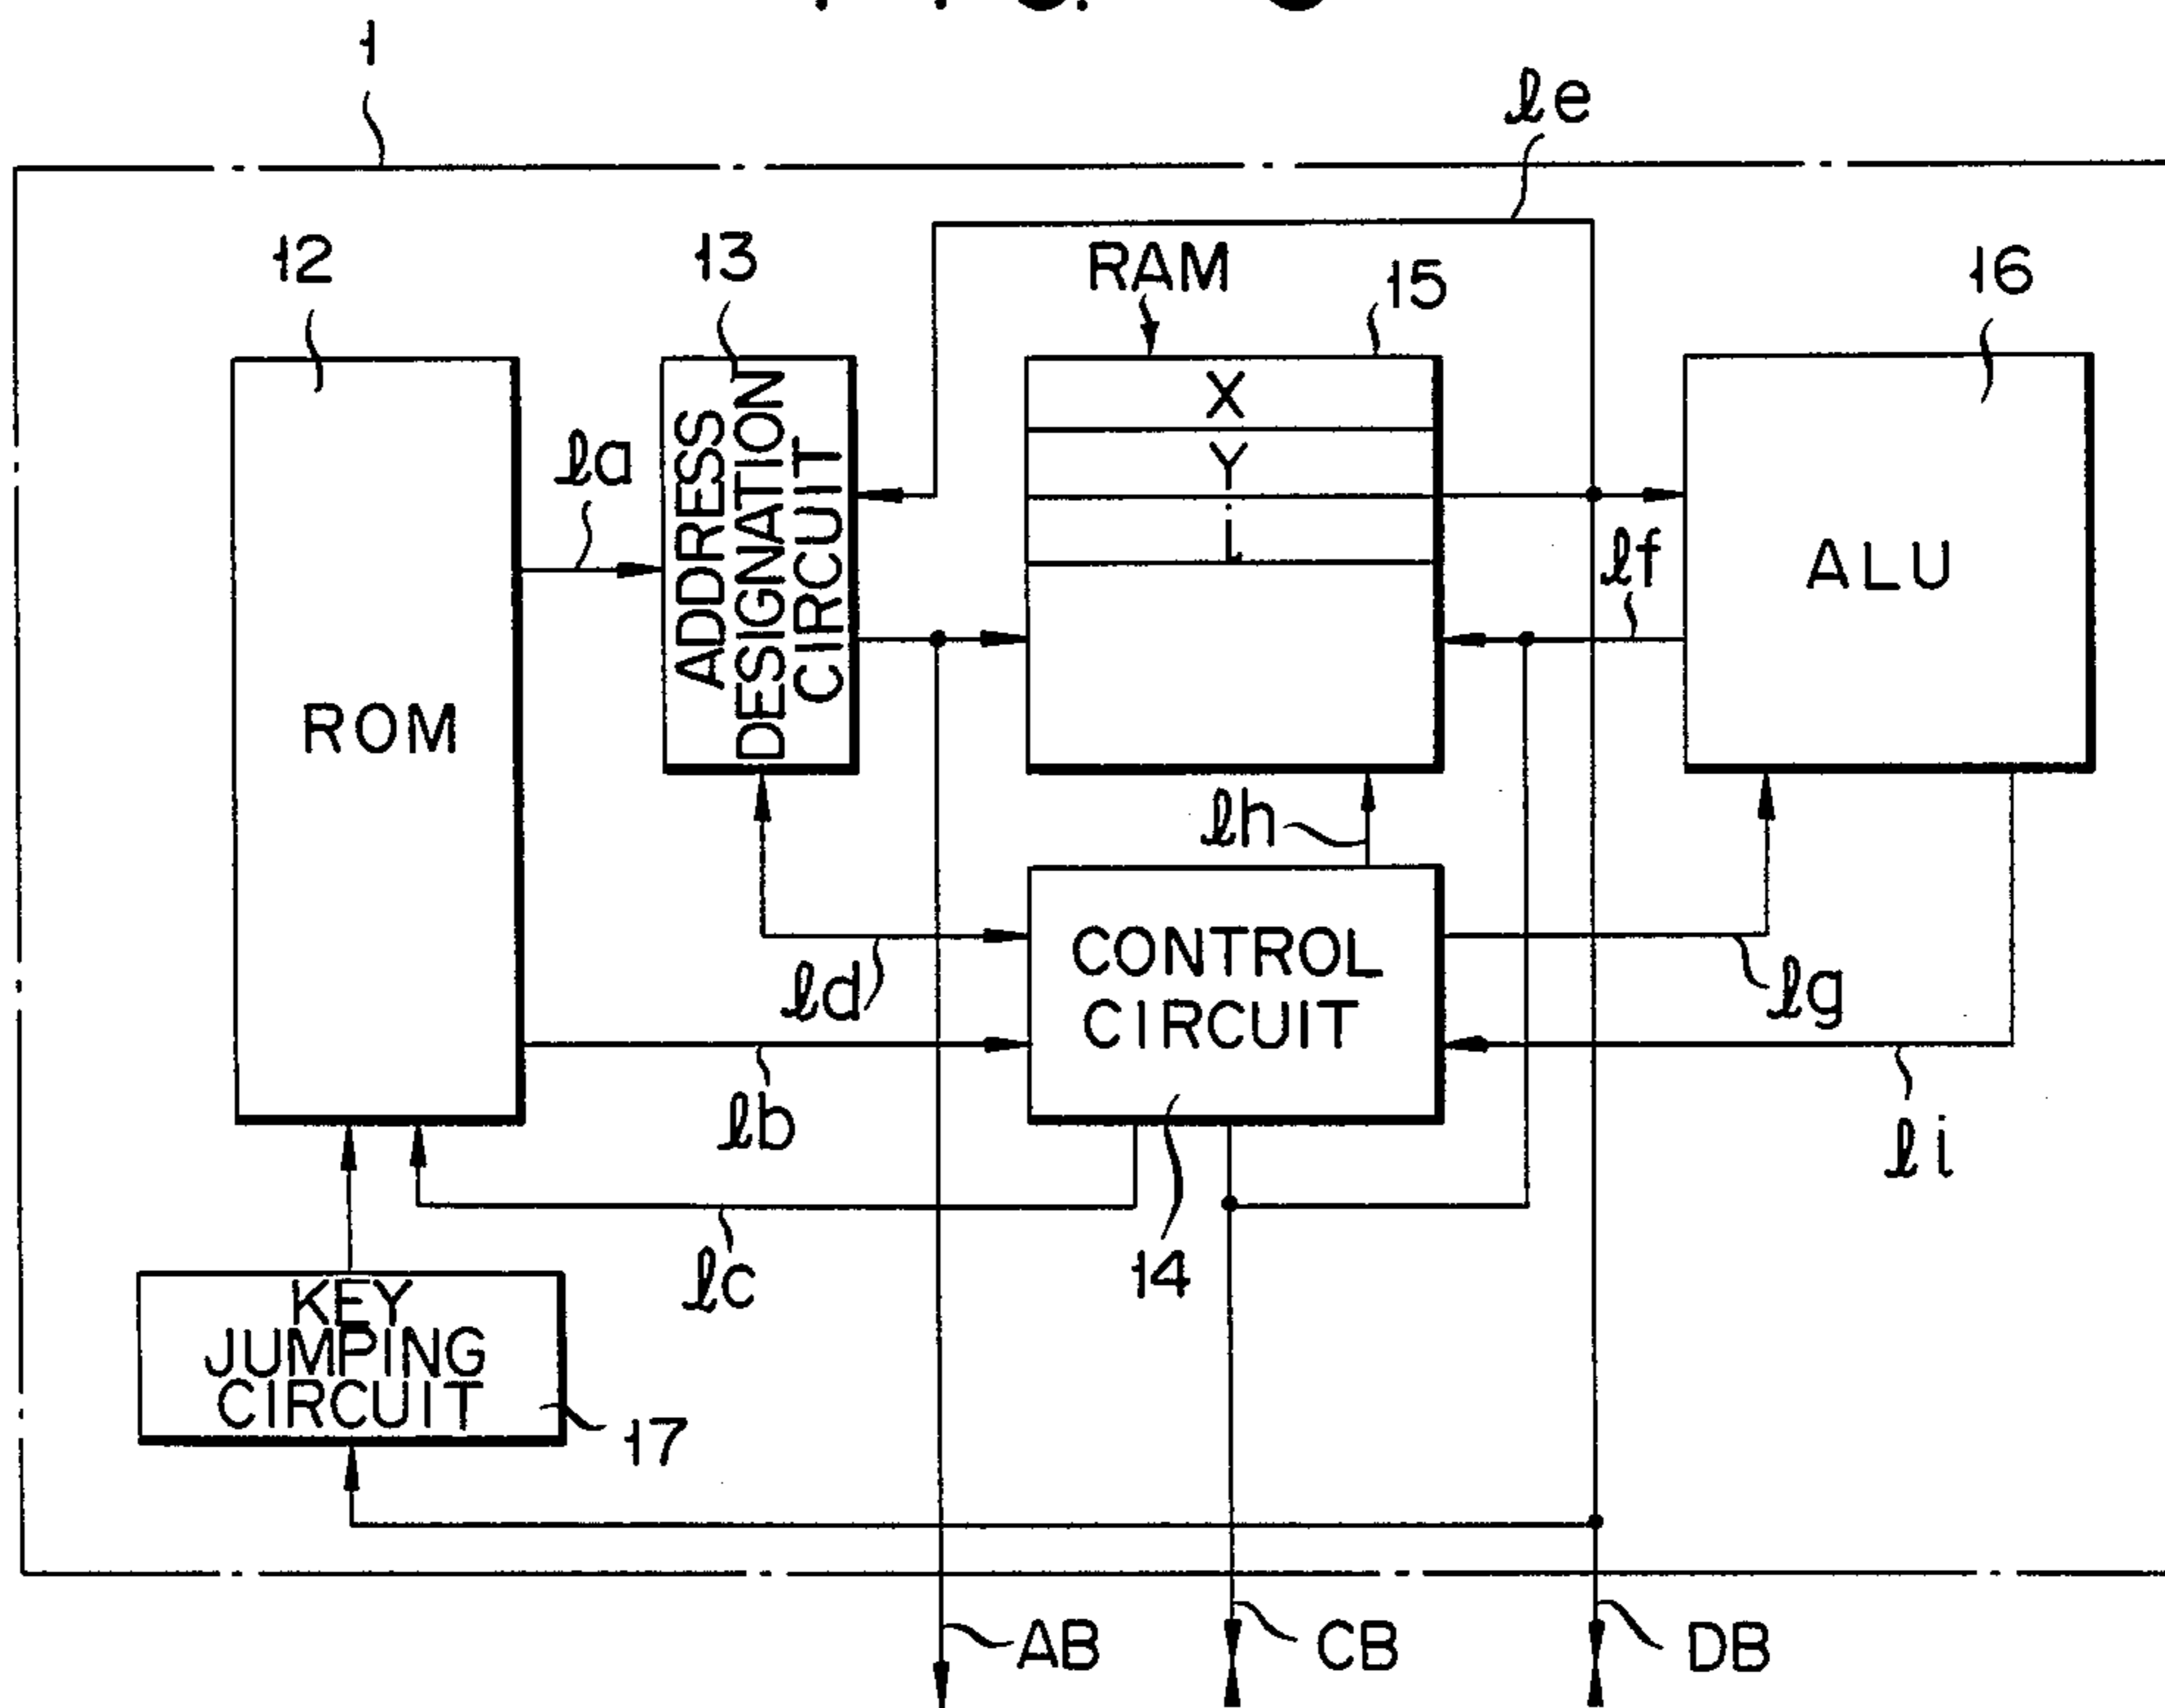 1
le
12
13
RAM
15
16
X
Y
la
ADDRESS
DESIGNATION
CIRCUIT
lf
ALU
ROM
lh
CONTROL
CIRCUIT
ld
lg
lb
li
lc
14
KEY
JUMPING
CIRCUIT
17
AB
CB
DB